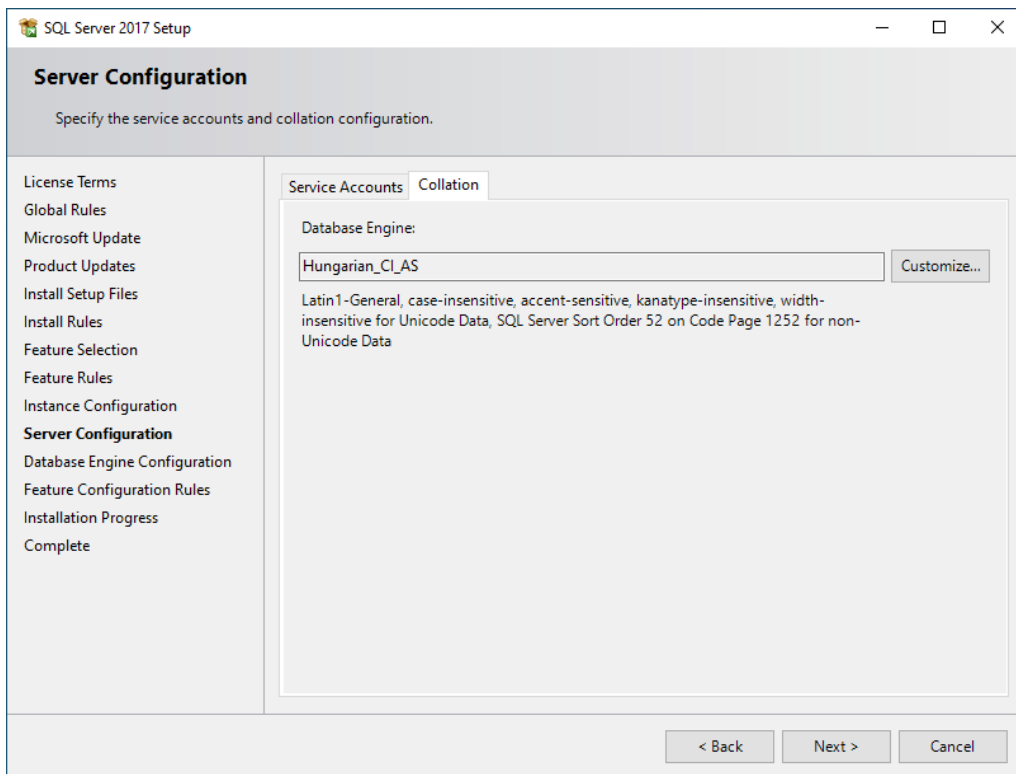 SQL Server 2017 Setup
Server Configuration
Specify the service accounts and collation configuration.
License Terms
Global Rules
Microsoft Update
Product Updates
Install Setup Files
Install Rules
Feature Selection
Feature Rules
Instance Configuration
Server Configuration
Database Engine Configuration
Feature Configuration Rules
Installation Progress
Complete
Service Accounts
Collation
Database Engine:
Hungarian_CI_AS
Customize...
Latin1-General, case-insensitive, accent-sensitive, kanatype-insensitive, width-
insensitive for Unicode Data, SQL Server Sort Order 52 on Code Page 1252 for non-
Unicode Data
< Back
Next >
Cancel